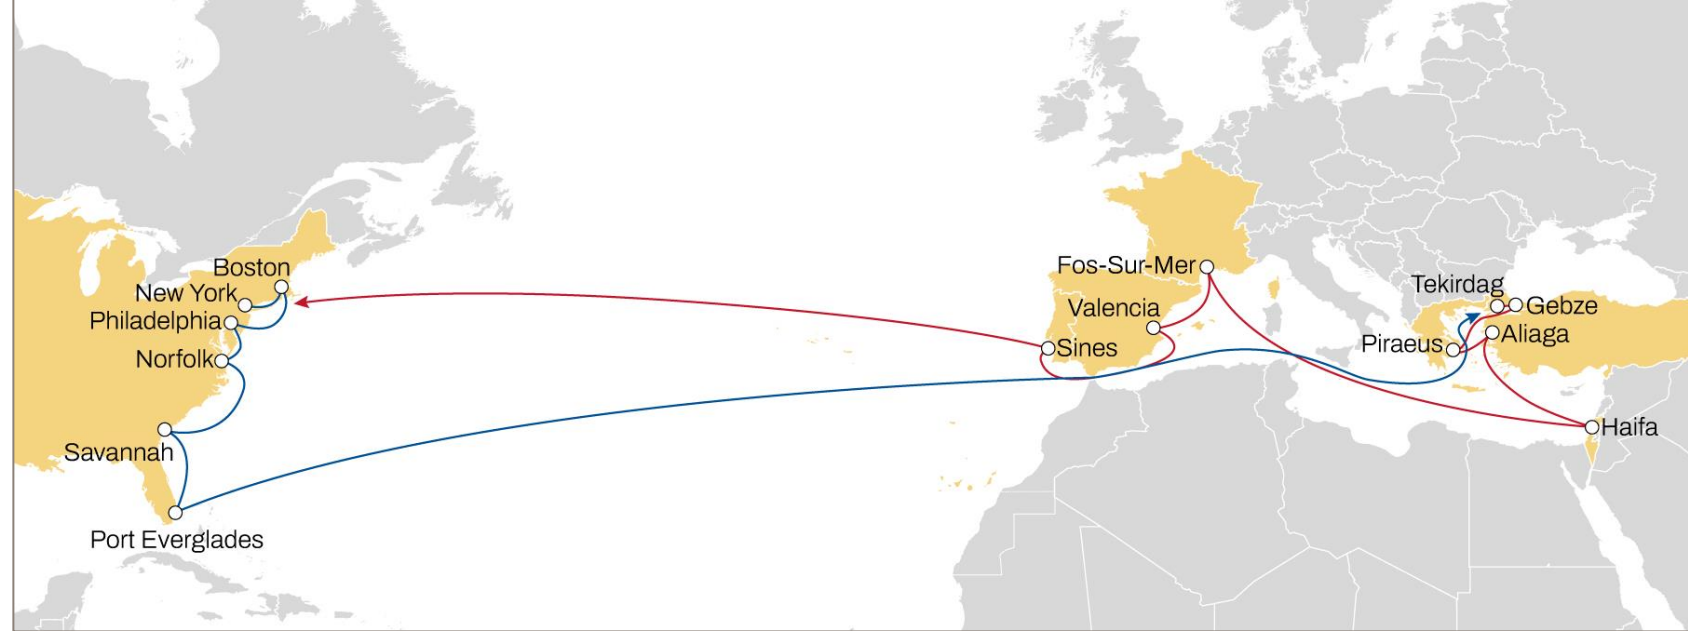 Boston
New York
Philadelphia
Norfolk
Savannah
Port Everglades
Fos-Sur-Mer
Valencia
Sines
Tekirdag
Gebze
Aliaga
Piraeus
Haifa